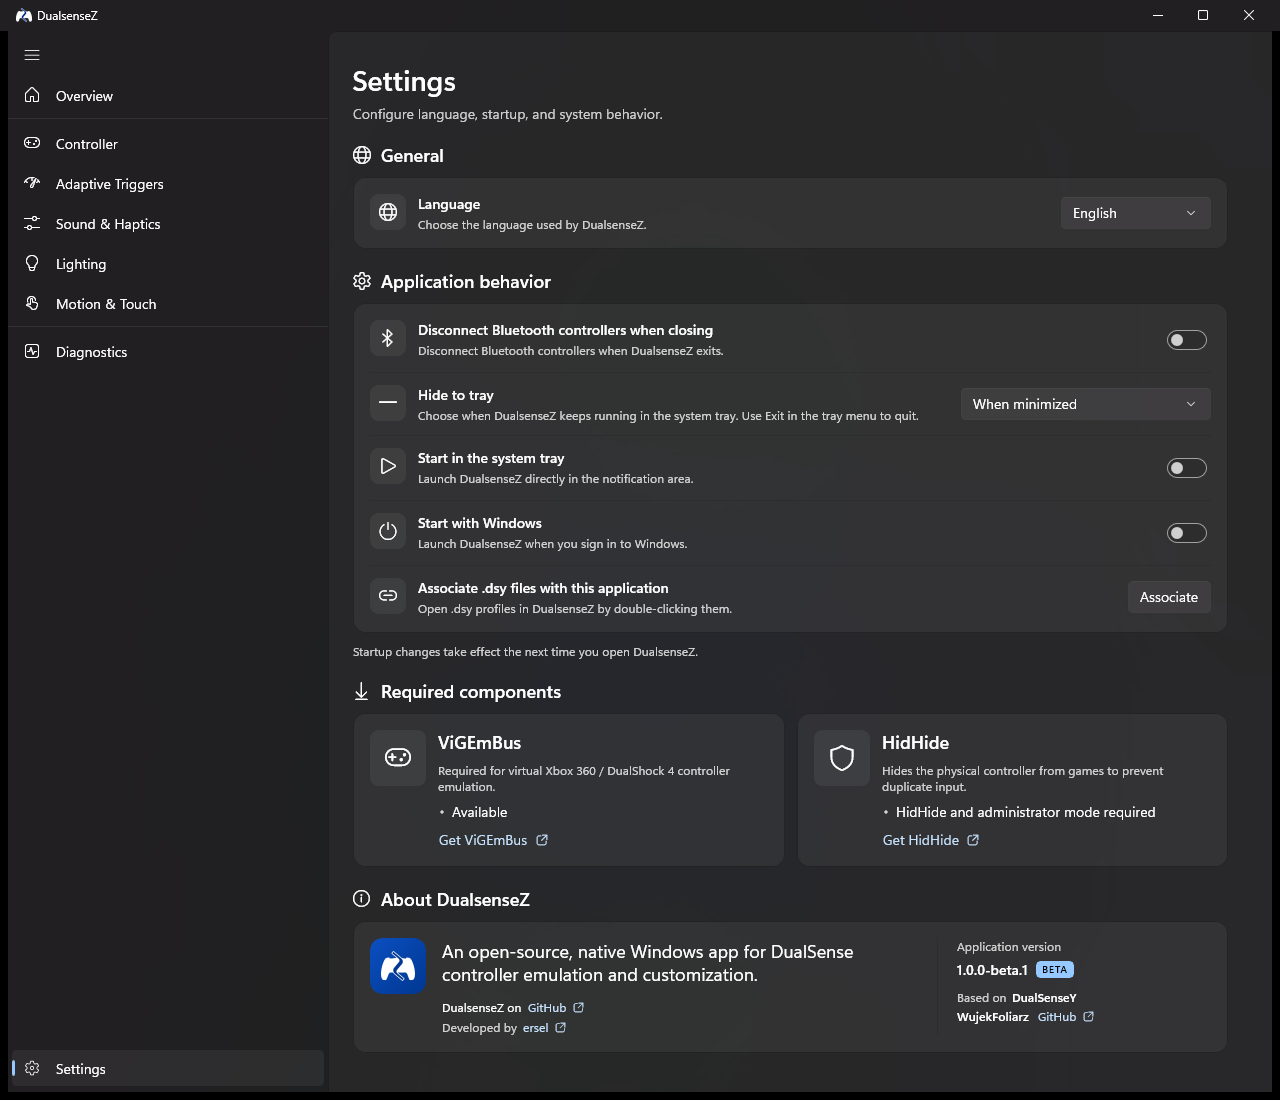 DualsenseZ
Overview
Controller
Adaptive Triggers
Sound & Haptics
Lighting
Motion & Touch
Diagnostics
Settings
Settings
Configure language, startup, and system behavior.
General
Language
Choose the language used by DualsenseZ.
English
Application behavior
Disconnect Bluetooth controllers when closing
Disconnect Bluetooth controllers when DualsenseZ exits.
Hide to tray
Choose when DualsenseZ keeps running in the system tray. Use Exit in the tray menu to quit.
When minimized
Start in the system tray
Launch DualsenseZ directly in the notification area.
Start with Windows
Launch DualsenseZ when you sign in to Windows.
Associate .dsy files with this application
Open .dsy profiles in DualsenseZ by double-clicking them.
Associate
Startup changes take effect the next time you open DualsenseZ.
Required components
ViGEmBus
Required for virtual Xbox 360 / DualShock 4 controller
emulation.
• Available
Get ViGEmBus
HidHide
Hides the physical controller from games to prevent
duplicate input.
• HidHide and administrator mode required
Get HidHide
About DualsenseZ
An open-source, native Windows app for DualSense
controller emulation and customization.
DualsenseZ on GitHub
Developed by ersel
Application version
1.0.0-beta.1 BETA
Based on DualSenseY
WujekFoliarz GitHub